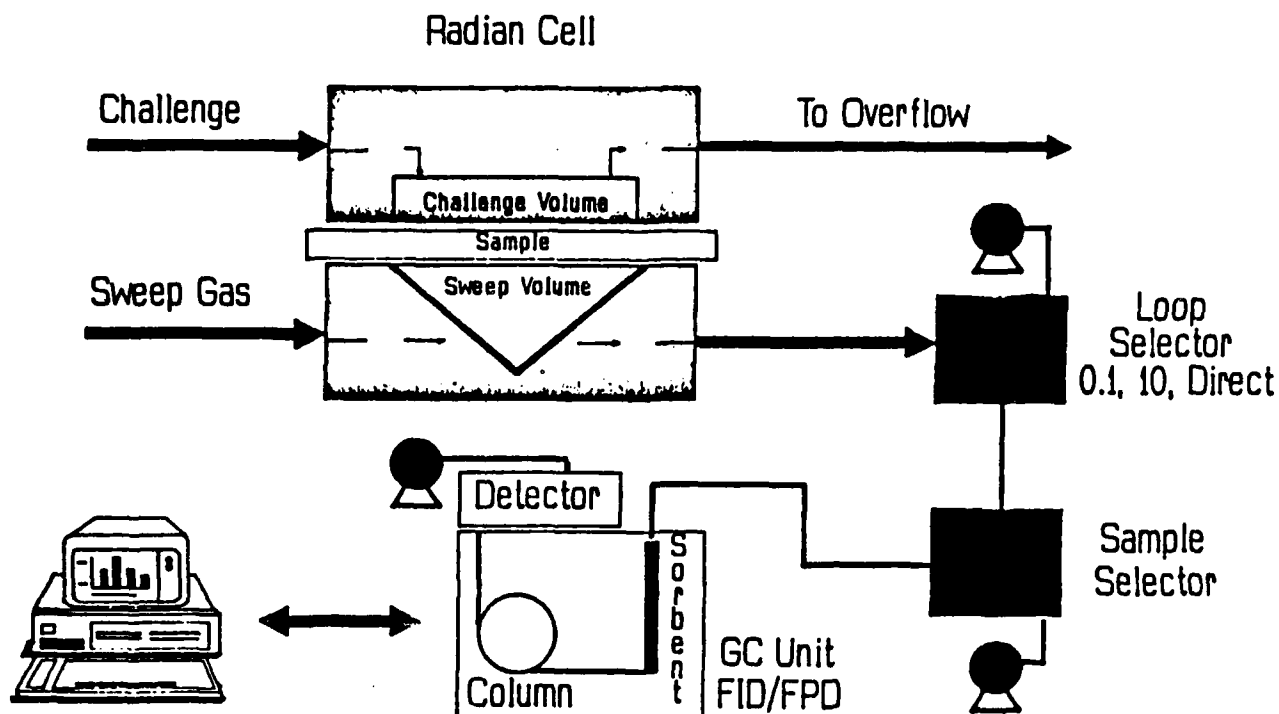 Radian Cell
Challenge
To Overflow
Challenge Volume
Sample
Sweep Gas
Sweep Volume
Loop
Selector
0.1, 10, Direct
Detector
Sorbent
Sample
Selector
Column
GC Unit
FID/FPD